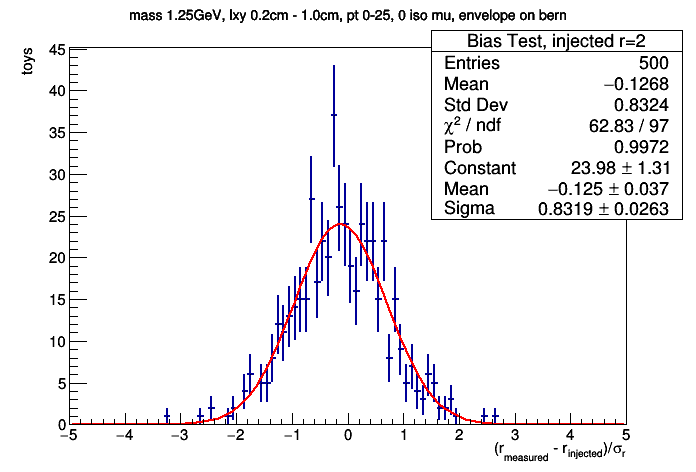 mass 1.25GeV, lxy 0.2cm - 1.0cm, pt 0-25, 0 iso mu, envelope on bern
toys
Bias Test, injected r=2
Entries 500
Mean −0.1268
Std Dev 0.8324
χ² / ndf 62.83 / 97
Prob 0.9972
Constant 23.98 ± 1.31
Mean −0.125 ± 0.037
Sigma 0.8319 ± 0.0263
45
40
35
30
25
20
15
10
5
0
−5 −4 −3 −2 −1 0 1 2 3 4 5
(r_measured - r_injected)/σ_r